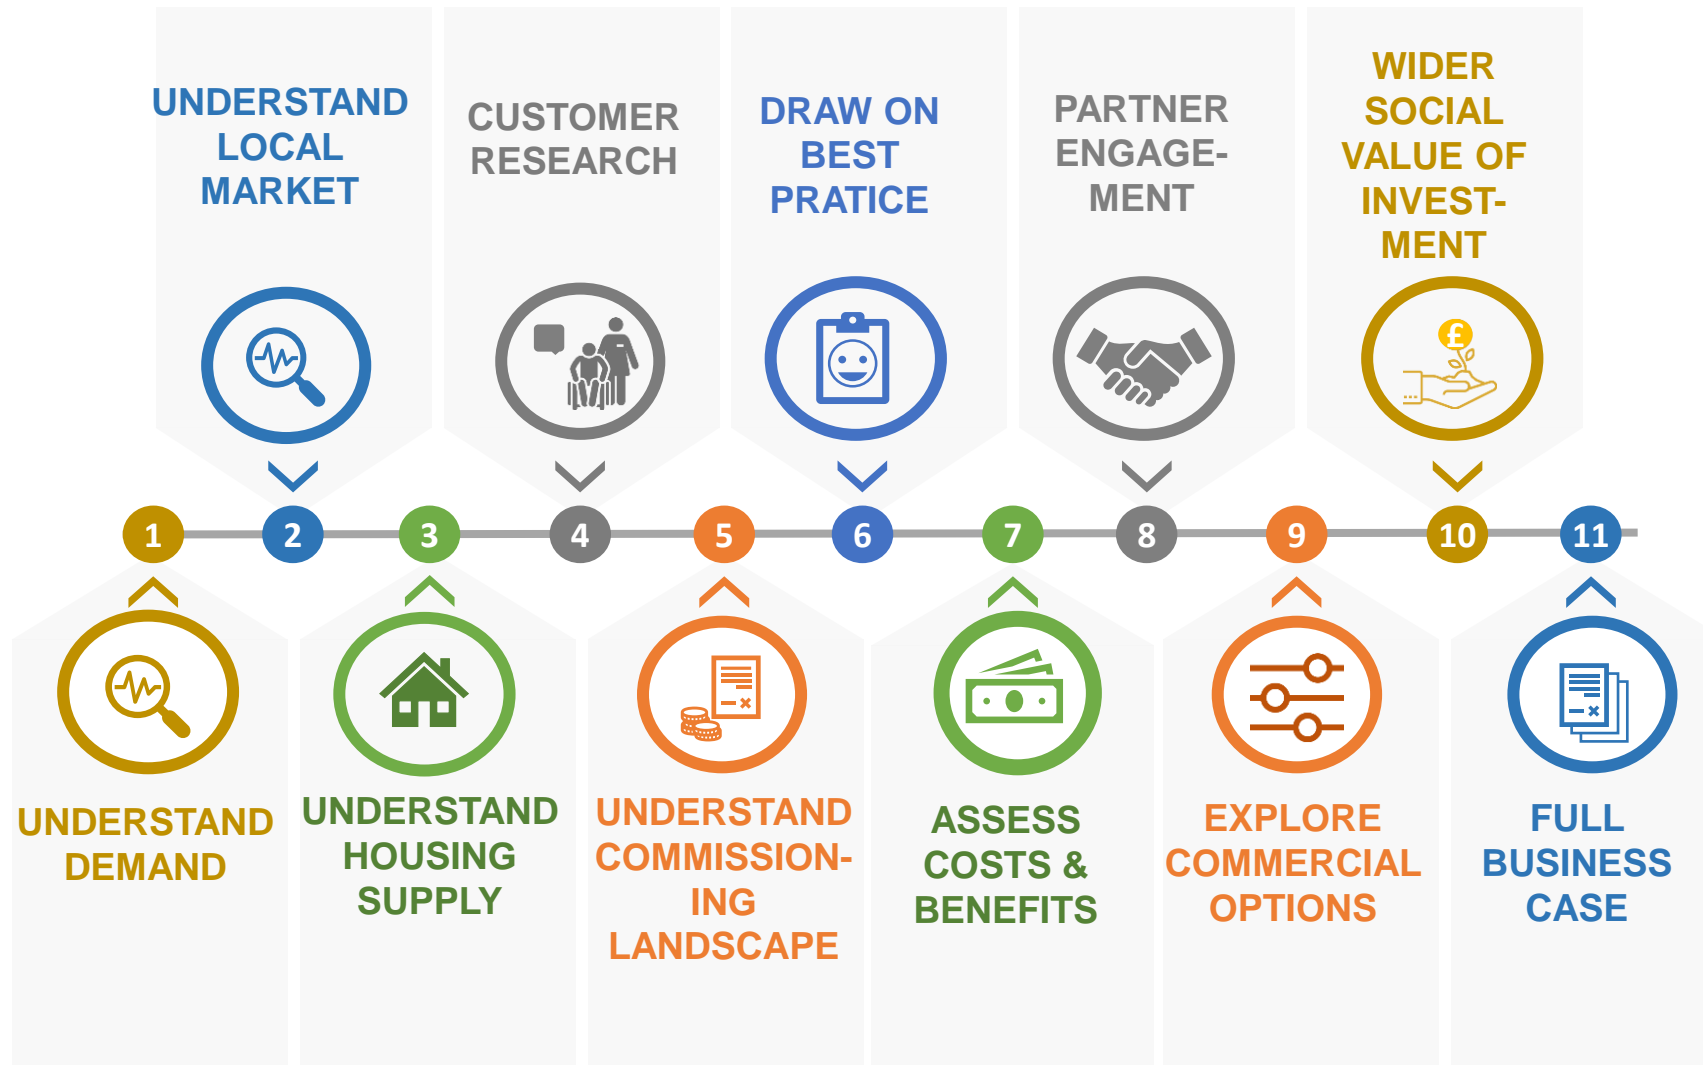 UNDERSTAND
LOCAL
MARKET
CUSTOMER
RESEARCH
DRAW ON
BEST
PRATICE
PARTNER
ENGAGE-
MENT
WIDER
SOCIAL
VALUE OF
INVEST-
MENT
£
1
2
3
4
5
6
7
8
9
10
11
UNDERSTAND
DEMAND
UNDERSTAND
HOUSING
SUPPLY
UNDERSTAND
COMMISSION-
ING
LANDSCAPE
ASSESS
COSTS &
BENEFITS
EXPLORE
COMMERCIAL
OPTIONS
FULL
BUSINESS
CASE